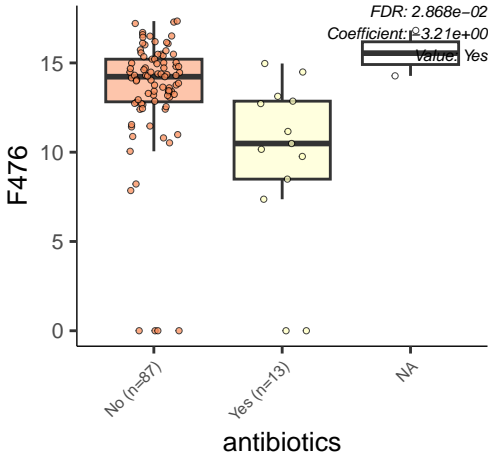 FDR: 2.868e−02
Coefficient: −3.21e+00
Value: Yes
15
10
5
0
F476
No (n=87)
Yes (n=13)
NA
antibiotics